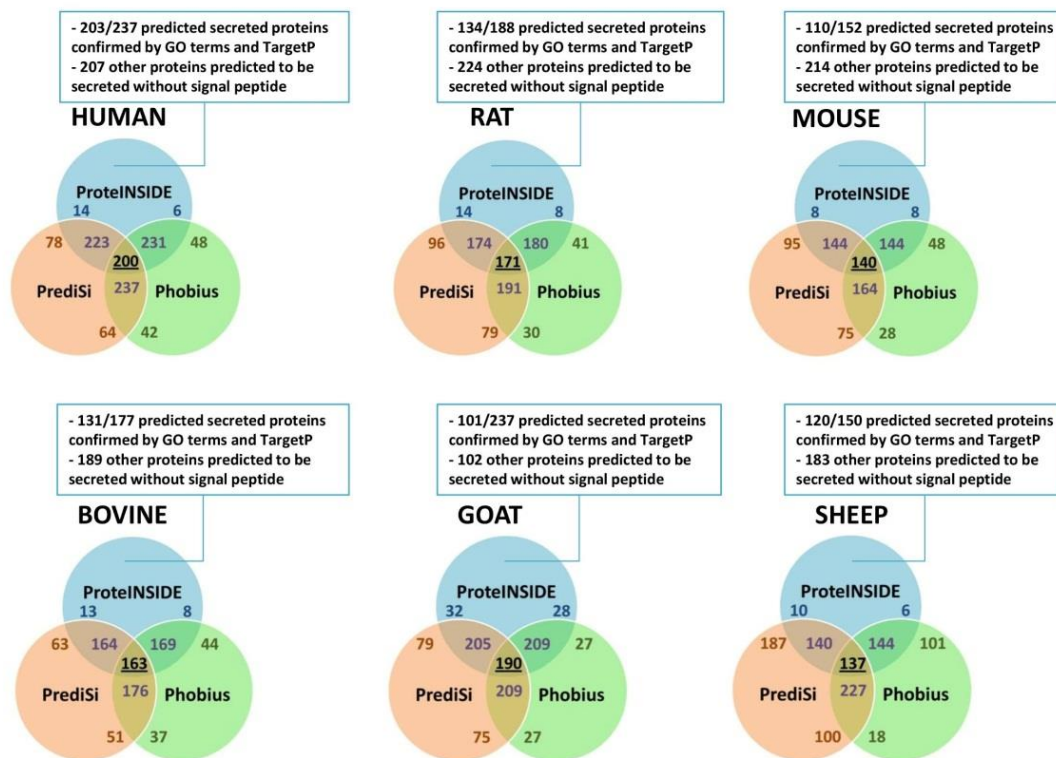 - 203/237 predicted secreted proteins
confirmed by GO terms and TargetP
- 207 other proteins predicted to be
secreted without signal peptide
HUMAN
ProteINSIDE
14 6
78 223 231 48
200
237
PrediSi Phobius
64 42
- 134/188 predicted secreted proteins
confirmed by GO terms and TargetP
- 224 other proteins predicted to be
secreted without signal peptide
RAT
ProteINSIDE
14 8
96 174 180 41
171
191
PrediSi Phobius
79 30
- 110/152 predicted secreted proteins
confirmed by GO terms and TargetP
- 214 other proteins predicted to be
secreted without signal peptide
MOUSE
ProteINSIDE
8 8
95 144 144 48
140
164
PrediSi Phobius
75 28
- 131/177 predicted secreted proteins
confirmed by GO terms and TargetP
- 189 other proteins predicted to be
secreted without signal peptide
BOVINE
ProteINSIDE
13 8
63 164 169 44
163
PrediSi 176 Phobius
51 37
- 101/237 predicted secreted proteins
confirmed by GO terms and TargetP
- 102 other proteins predicted to be
secreted without signal peptide
GOAT
ProteINSIDE
32 28
79 205 209 27
190
PrediSi 209 Phobius
75 27
- 120/150 predicted secreted proteins
confirmed by GO terms and TargetP
- 183 other proteins predicted to be
secreted without signal peptide
SHEEP
ProteINSIDE
10 6
187 140 144 101
137
PrediSi 227 Phobius
100 18